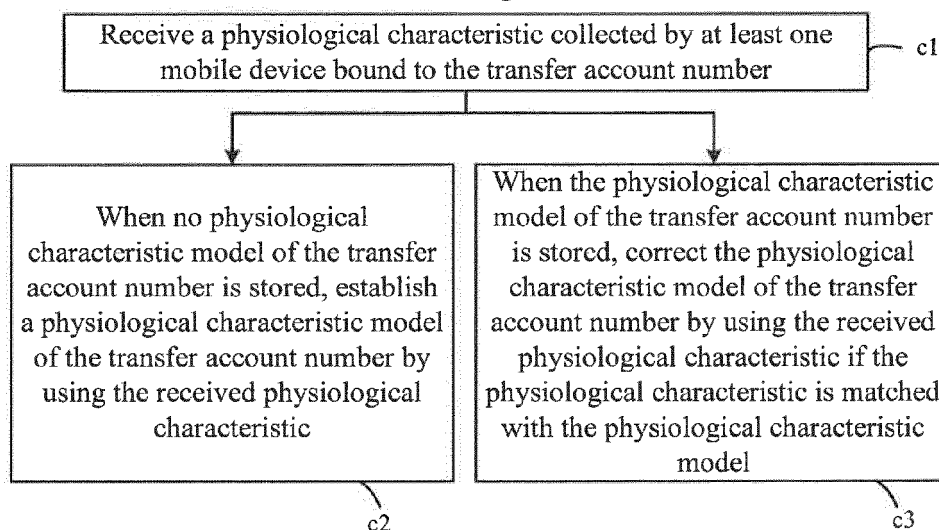 Receive a physiological characteristic collected by at least one
mobile device bound to the transfer account number
c1
When no physiological
characteristic model of the transfer
account number is stored, establish
a physiological characteristic model
of the transfer account number by
using the received physiological
characteristic
c2
When the physiological characteristic
model of the transfer account number
is stored, correct the physiological
characteristic model of the transfer
account number by using the received
physiological characteristic if the
physiological characteristic is matched
with the physiological characteristic
model
c3